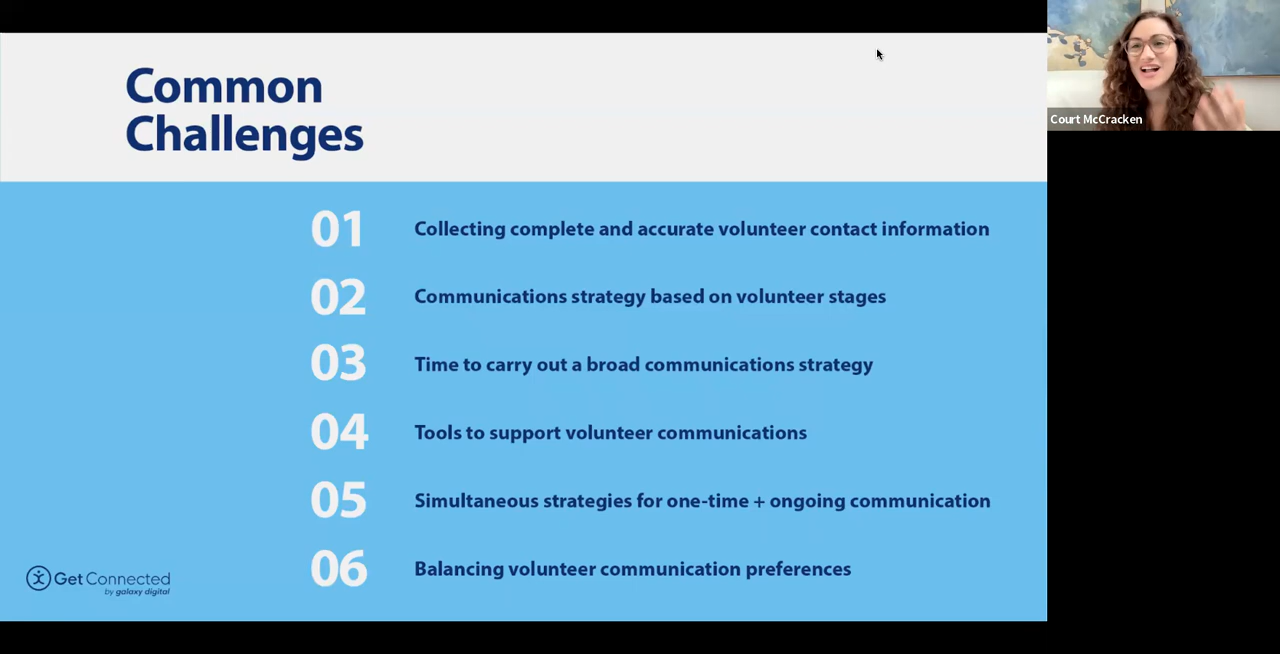 Common
Challenges
01 Collecting complete and accurate volunteer contact information
02 Communications strategy based on volunteer stages
03 Time to carry out a broad communications strategy
04 Tools to support volunteer communications
05 Simultaneous strategies for one-time + ongoing communication
06 Balancing volunteer communication preferences
GetConnected
by galaxy digital
Court McCracken